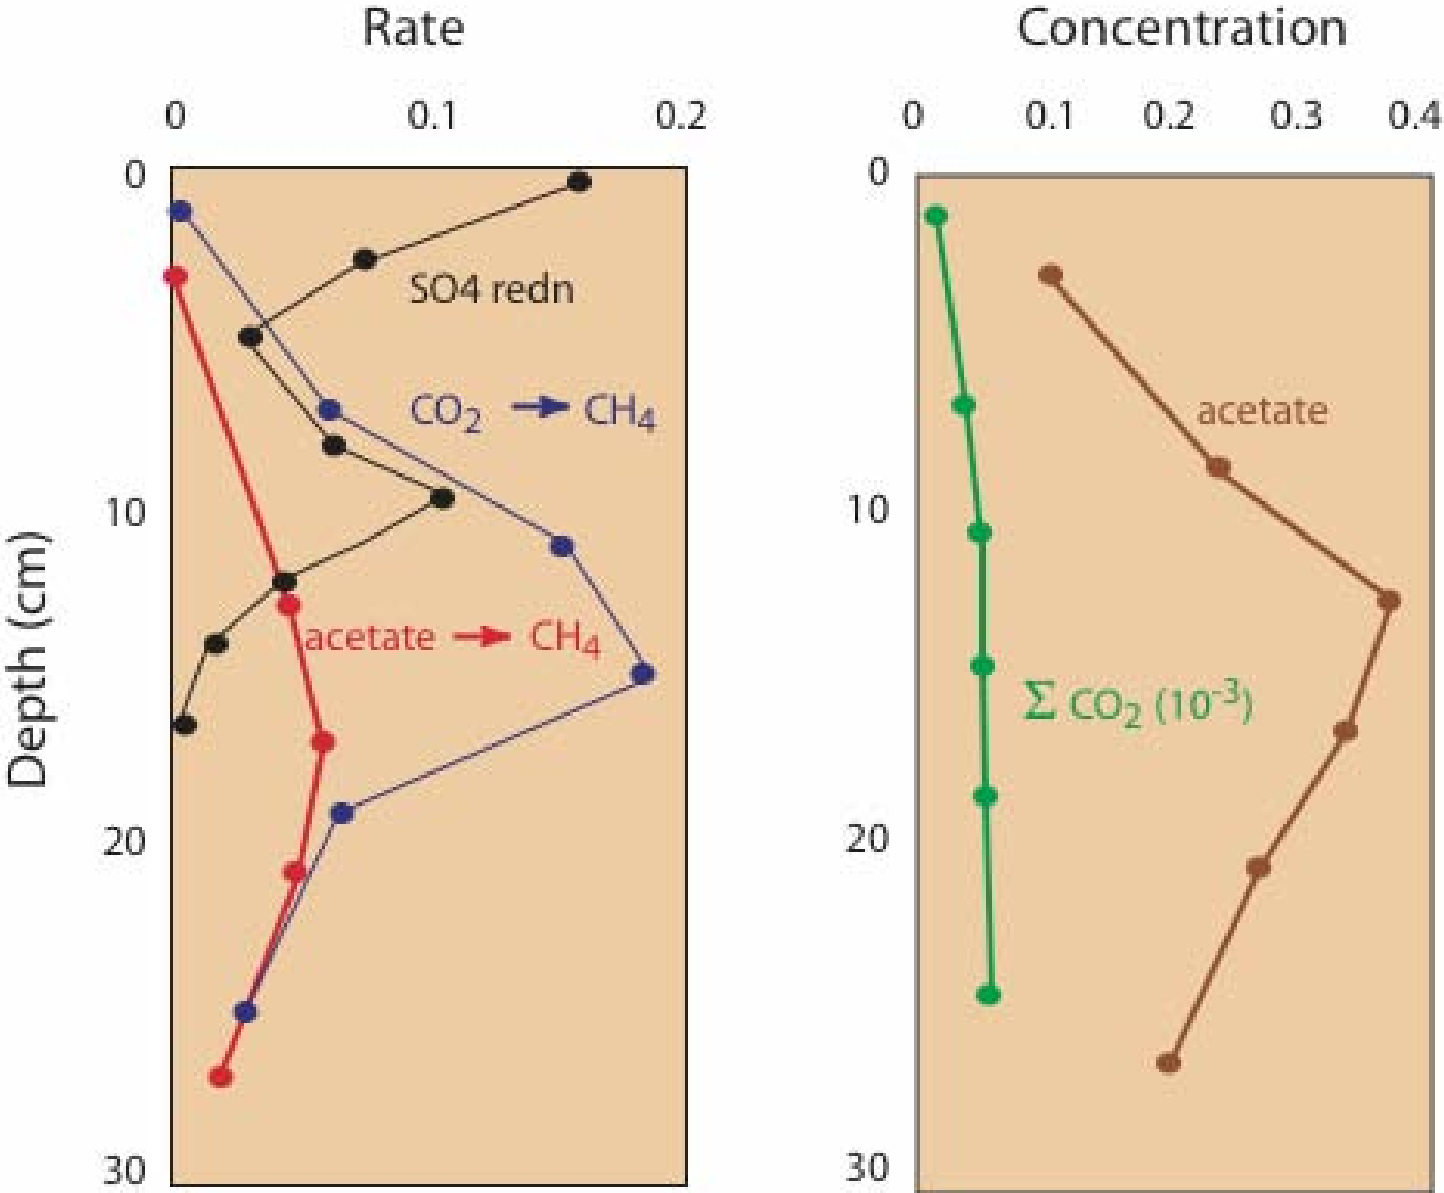 Rate
Concentration
0 0.1 0.2
0 0.1 0.2 0.3 0.4
Depth (cm)
0
10
20
30
SO4 redn
CO₂ → CH₄
acetate → CH₄
0
10
20
30
acetate
Σ CO₂ (10⁻³)